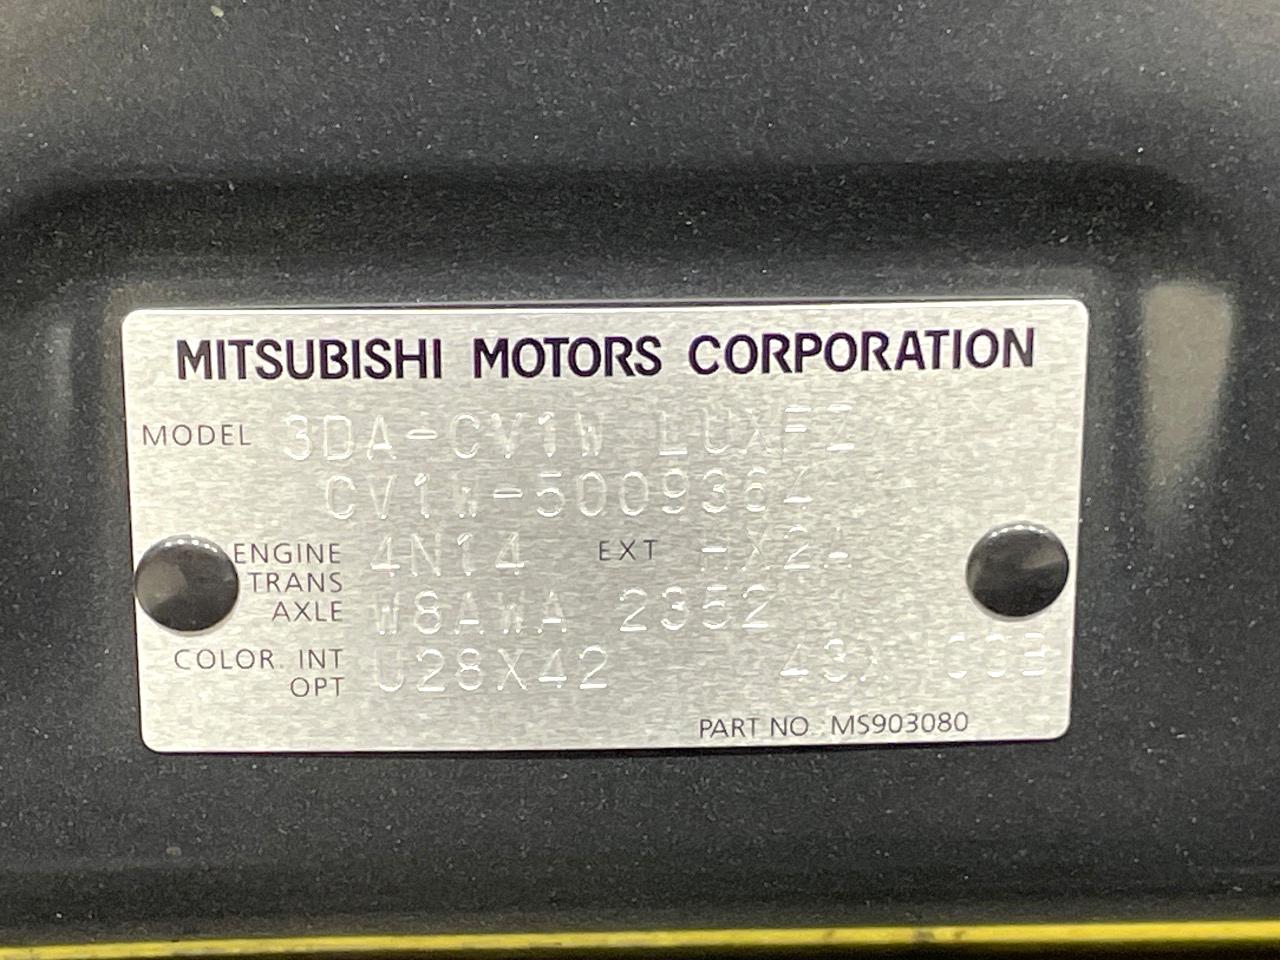 MITSUBISHI MOTORS CORPORATION
MODEL 3DA-CV1W LUXFZ
CV1W-5009364
ENGINE 4N14 EXT
TRANS
AXLE W8AWA 2352
COLOR INT U28X42
OPT
PART NO MS903080